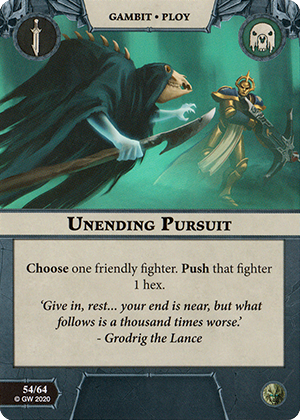 GAMBIT • PLOY
UNENDING PURSUIT
Choose one friendly fighter. Push that fighter
1 hex.
‘Give in, rest... your end is near, but what
follows is a thousand times worse.’
- Grodrig the Lance
54/64
© GW 2020